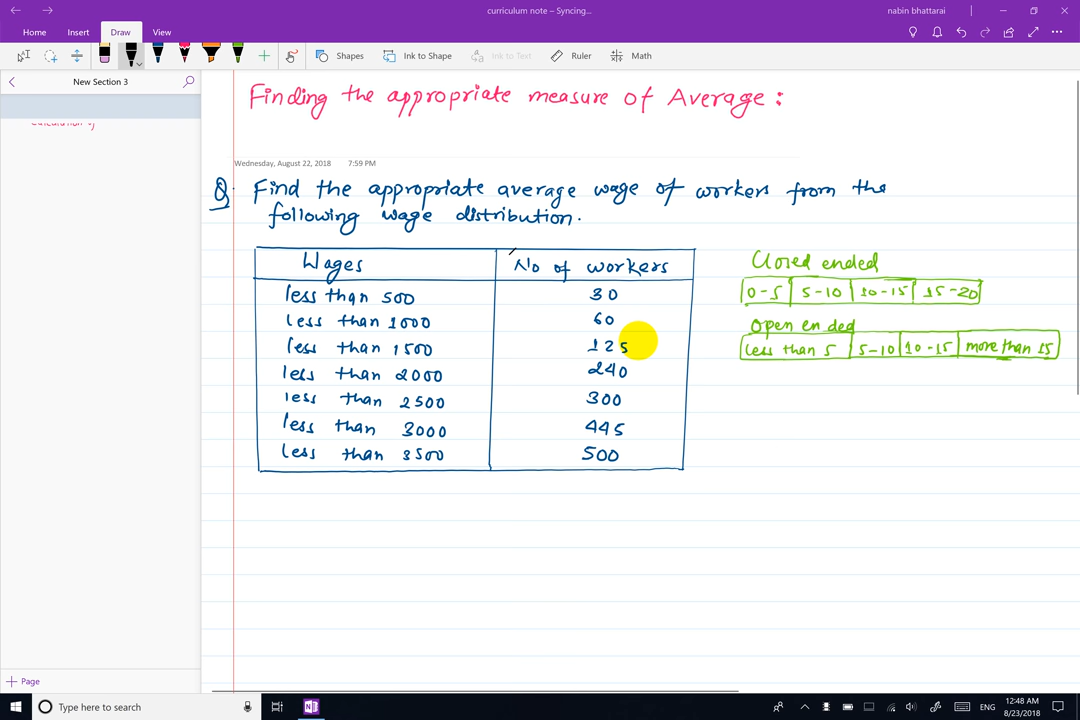 curriculum note – Syncing...
nabin bhattarai
Home Insert Draw View
Shapes Ink to Shape Ink to Text Ruler Math
New Section 3
Finding the appropriate measure of Average :
Wednesday, August 22, 2018 7:59 PM
Q. Find the appropriate average wage of workers from the
following wage distribution.
Wages No of workers
less than 500 30
less than 1000 60
less than 1500 125
less than 2000 240
less than 2500 300
less than 3000 445
less than 3500 500
Closed ended
0-5 5-10 10-15 15-20
Open ended
less than 5 5-10 10-15 more than 15
+ Page
Type here to search
ENG
12:48 AM
8/23/2018